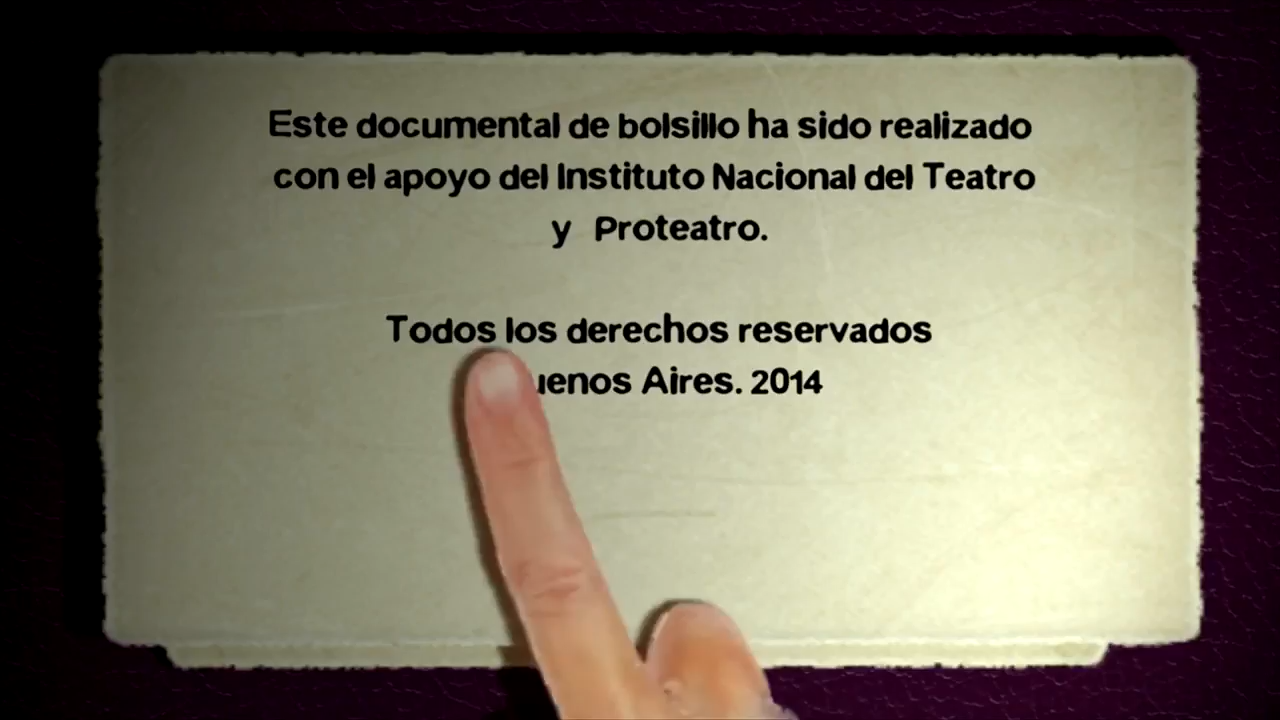 Este documental de bolsillo ha sido realizado
con el apoyo del Instituto Nacional del Teatro
y Proteatro.
Todos los derechos reservados
Aires. 2014